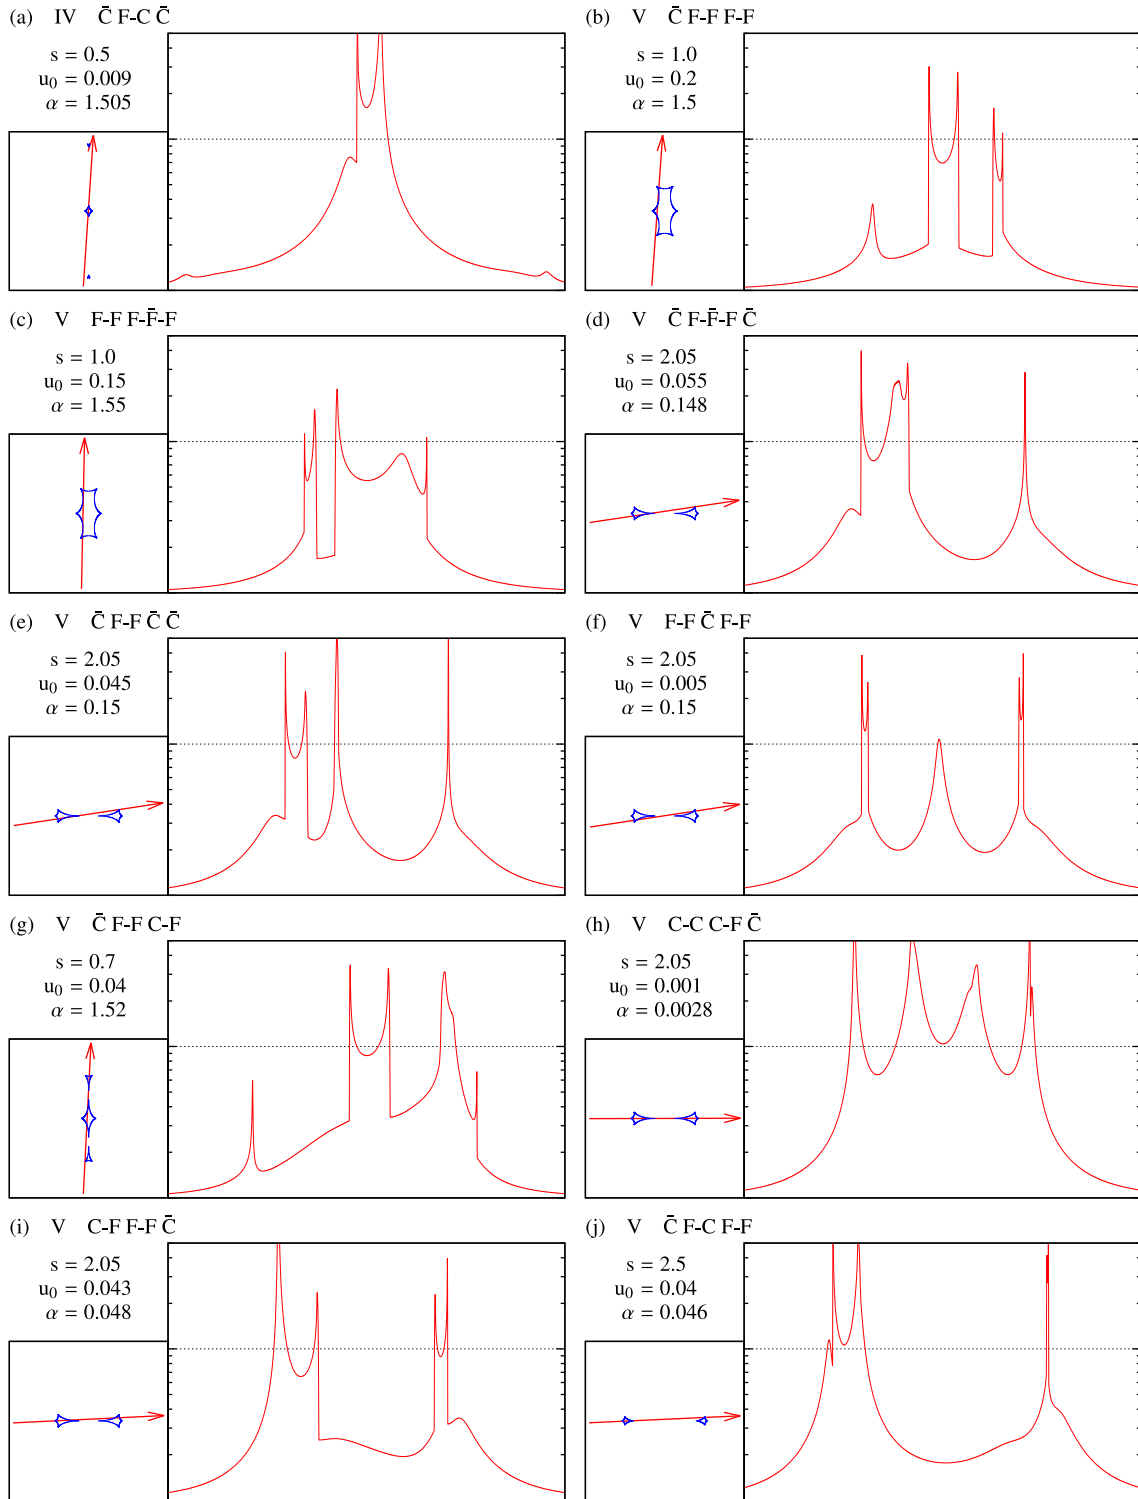 (a) IV C̄ F-C C̄
s = 0.5
u₀ = 0.009
α = 1.505
(b) V C̄ F-F F-F
s = 1.0
u₀ = 0.2
α = 1.5
(c) V F-F F-F̄-F
s = 1.0
u₀ = 0.15
α = 1.55
(d) V C̄ F-F̄-F C̄
s = 2.05
u₀ = 0.055
α = 0.148
(e) V C̄ F-F C̄ C̄
s = 2.05
u₀ = 0.045
α = 0.15
(f) V F-F C̄ F-F
s = 2.05
u₀ = 0.005
α = 0.15
(g) V C̄ F-F C-F
s = 0.7
u₀ = 0.04
α = 1.52
(h) V C-C C-F C̄
s = 2.05
u₀ = 0.001
α = 0.0028
(i) V C-F F-F C̄
s = 2.05
u₀ = 0.043
α = 0.048
(j) V C̄ F-C F-F
s = 2.5
u₀ = 0.04
α = 0.046